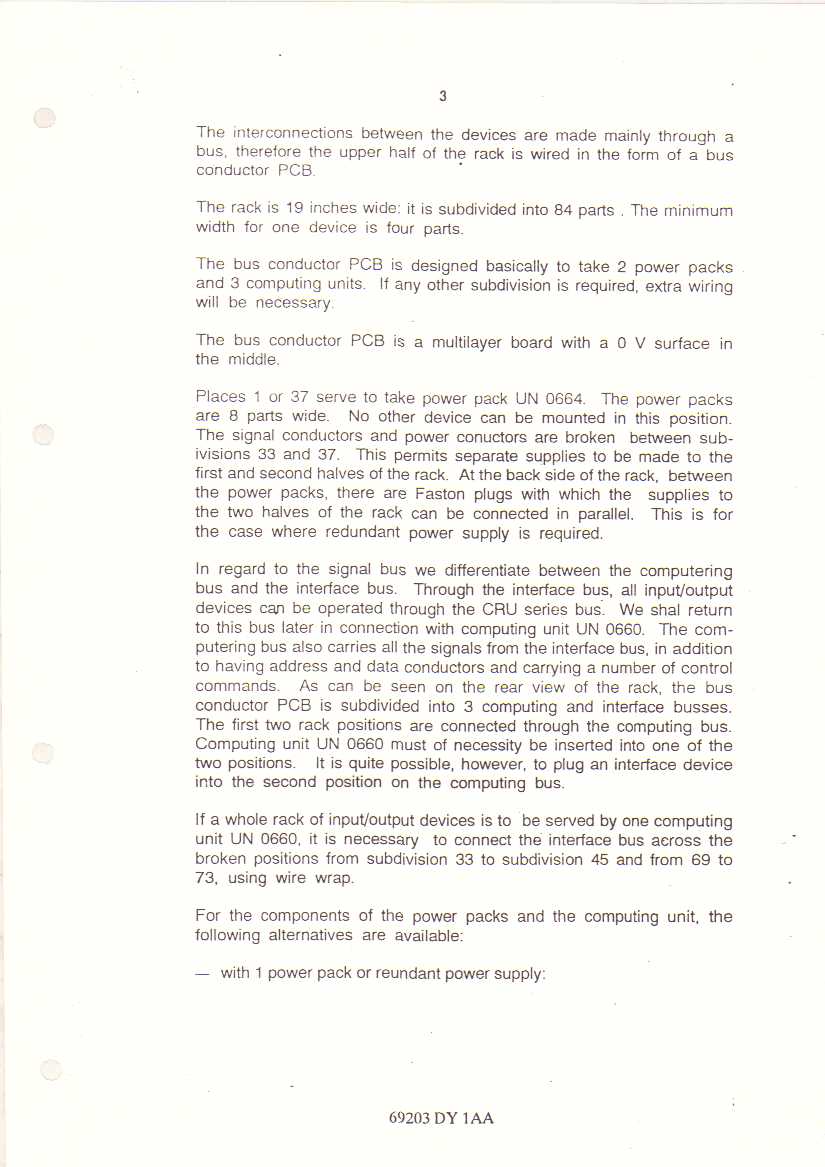 3
The interconnections between the devices are made mainly through a
bus, therefore the upper half of the rack is wired in the form of a bus
conductor PCB.
The rack is 19 inches wide: it is subdivided into 84 parts . The minimum
width for one device is four parts.
The bus conductor PCB is designed basically to take 2 power packs
and 3 computing units. If any other subdivision is required, extra wiring
will be necessary.
The bus conductor PCB is a multilayer board with a 0 V surface in
the middle.
Places 1 or 37 serve to take power pack UN 0664. The power packs
are 8 parts wide. No other device can be mounted in this position.
The signal conductors and power conuctors are broken between sub-
ivisions 33 and 37. This permits separate supplies to be made to the
first and second halves of the rack. At the back side of the rack, between
the power packs, there are Faston plugs with which the supplies to
the two halves of the rack can be connected in parallel. This is for
the case where redundant power supply is required.
In regard to the signal bus we differentiate between the computering
bus and the interface bus. Through the interface bus, all input/output
devices can be operated through the CRU series bus. We shal return
to this bus later in connection with computing unit UN 0660. The com-
putering bus also carries all the signals from the interface bus, in addition
to having address and data conductors and carrying a number of control
commands. As can be seen on the rear view of the rack, the bus
conductor PCB is subdivided into 3 computing and interface busses.
The first two rack positions are connected through the computing bus.
Computing unit UN 0660 must of necessity be inserted into one of the
two positions. It is quite possible, however, to plug an interface device
into the second position on the computing bus.
If a whole rack of input/output devices is to be served by one computing
unit UN 0660, it is necessary to connect the interface bus across the
broken positions from subdivision 33 to subdivision 45 and from 69 to
73, using wire wrap.
For the components of the power packs and the computing unit, the
following alternatives are available:
— with 1 power pack or reundant power supply:
69203 DY 1AA